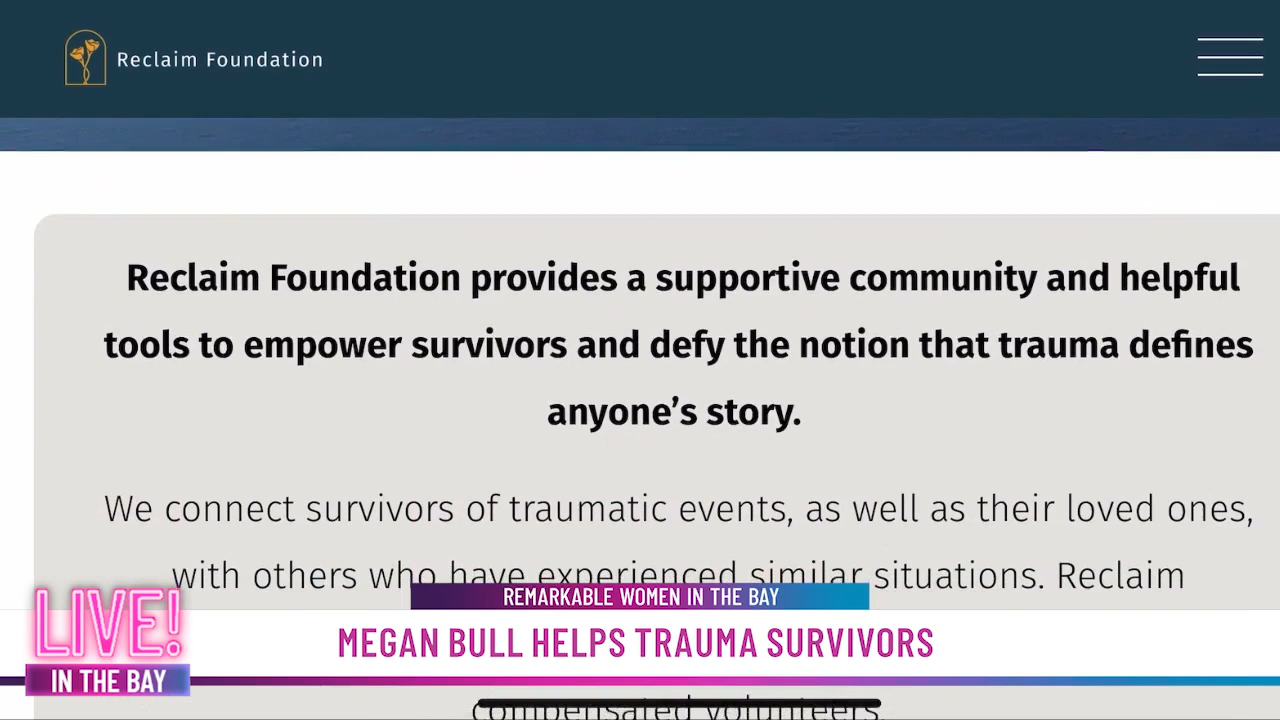 Reclaim Foundation
Reclaim Foundation provides a supportive community and helpful
tools to empower survivors and defy the notion that trauma defines
anyone’s story.
We connect survivors of traumatic events, as well as their loved ones,
with others who have experienced similar situations. Reclaim
REMARKABLE WOMEN IN THE BAY
MEGAN BULL HELPS TRAUMA SURVIVORS
LIVE!
IN THE BAY
compensated volunteers.